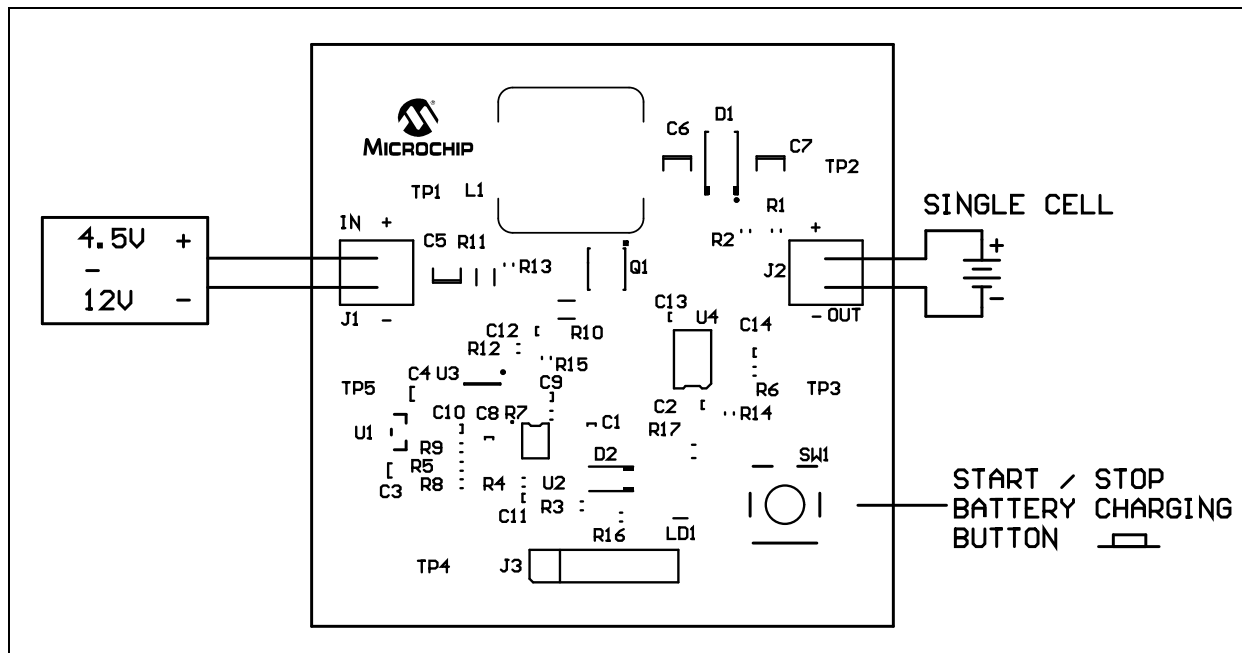 MICROCHIP
®
C6
D1
C7
TP2
TP1
L1
R1
R2
SINGLE CELL
4.5V +
-
12V -
IN +
C5
R11
R13
Q1
+
J2
+
-
J1 -
C13
U4
- OUT
C12
R10
C14
R12
R15
C4
U3
C9
TP5
R6
TP3
C10
C8
R7
C1
C2
R14
U1
R9
R17
R5
D2
SW1
R8
R4
U2
C3
C11
R3
R16
LD1
START / STOP
BATTERY CHARGING
BUTTON
TP4
J3